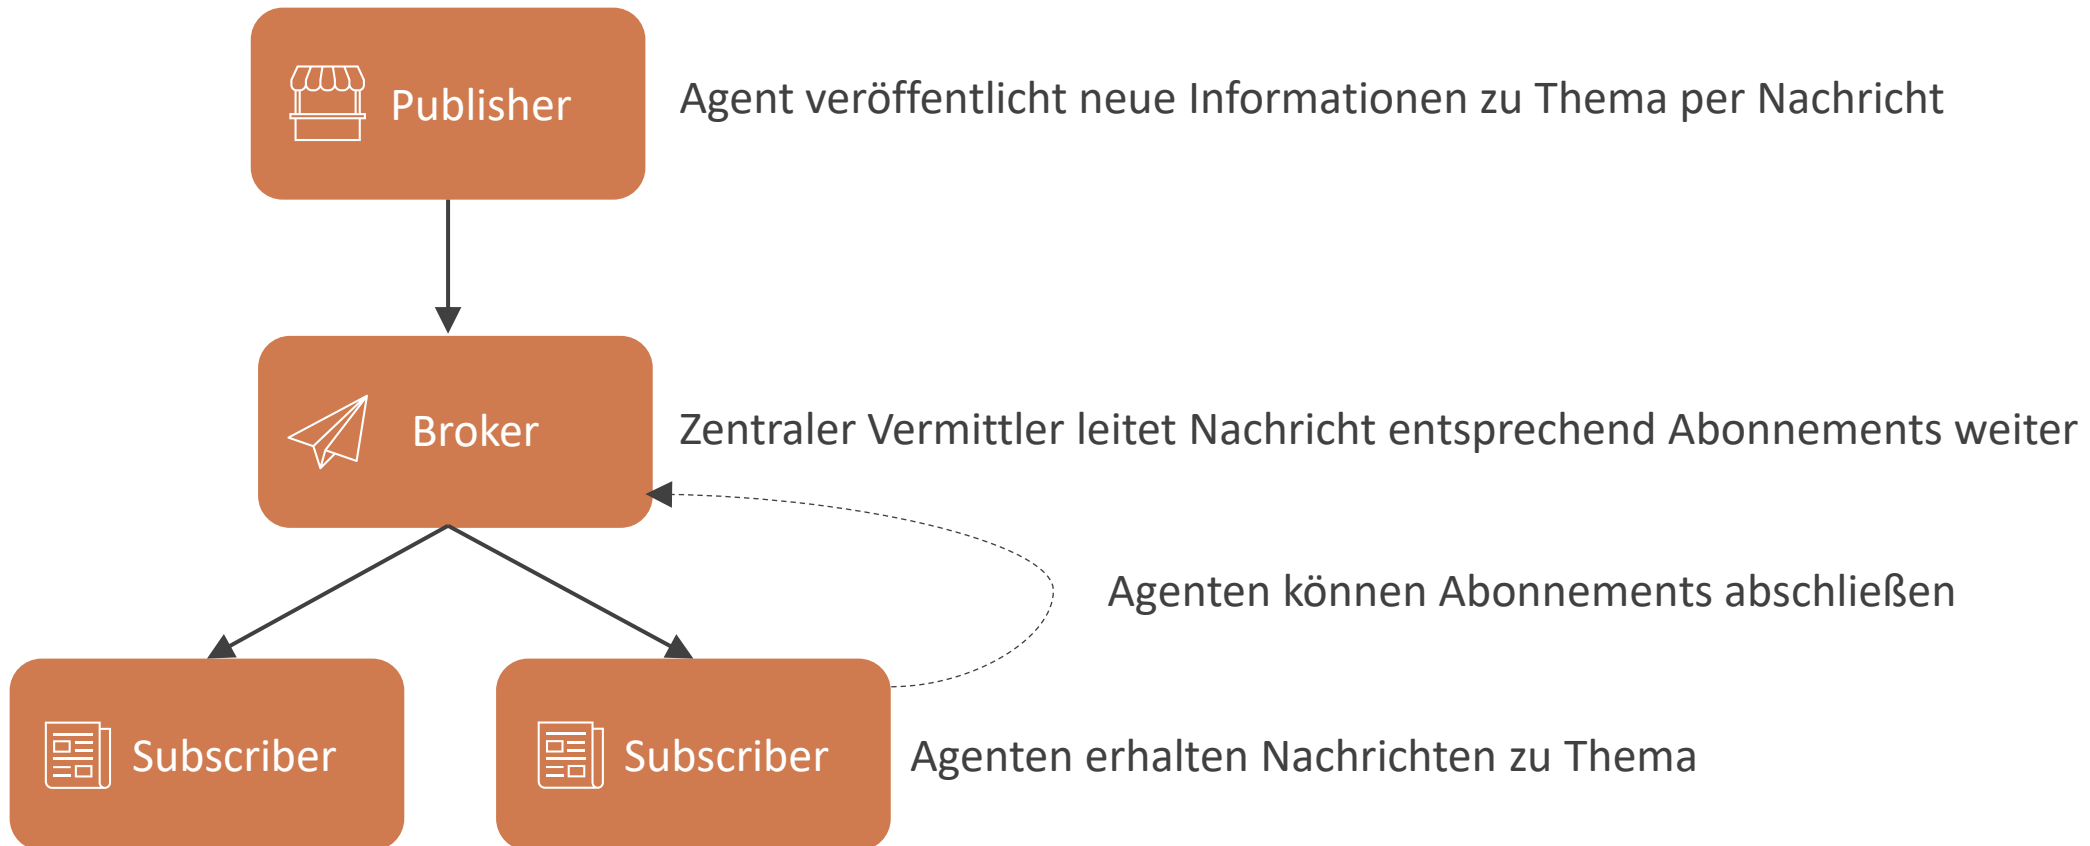 Publisher
Agent veröffentlicht neue Informationen zu Thema per Nachricht
Broker
Zentraler Vermittler leitet Nachricht entsprechend Abonnements weiter
Agenten können Abonnements abschließen
Subscriber
Subscriber
Agenten erhalten Nachrichten zu Thema